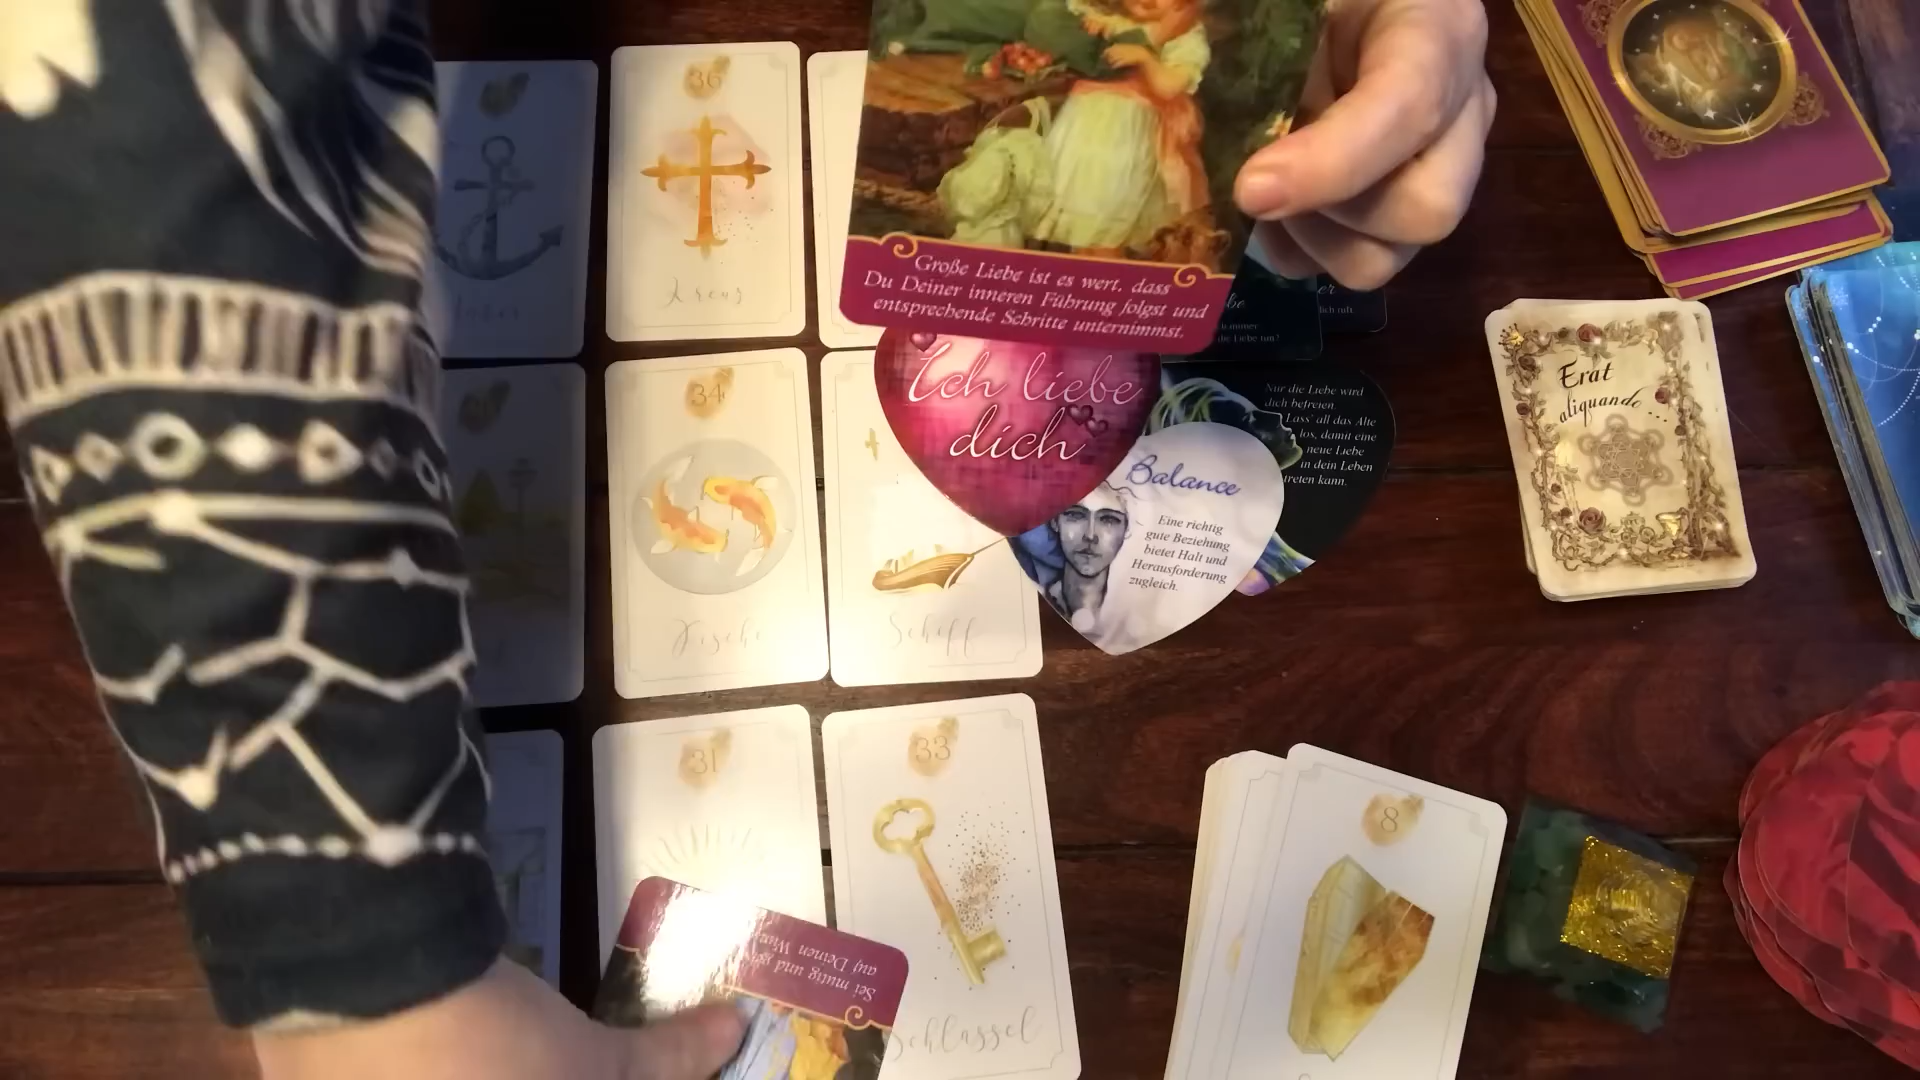 36
Kreuz
Große Liebe ist es wert, dass
Du Deiner inneren Führung folgst und
entsprechende Schritte unternimmst.
34
Fische
Schiff
Ich liebe
dich
Balance
Eine richtig
gute Beziehung
bietet Halt und
Herausforderung
zugleich.
Nur die Liebe wird
dich befreien.
Lass' all das Alte
los, damit eine
neue Liebe
in dein Leben
treten kann.
Erat
aliquando...
31
33
Schlüssel
Sei mutig und
auf Deinen
8